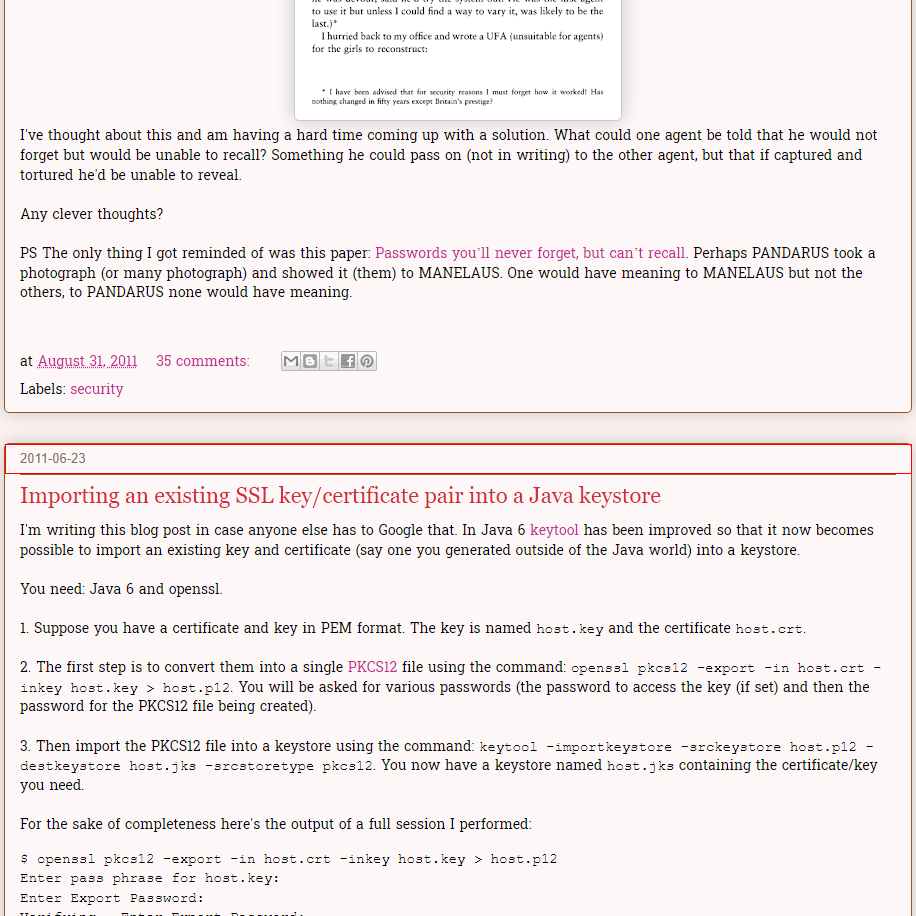 to use it but unless I could find a way to vary it, was likely to be the
last.)*
I hurried back to my office and wrote a UFA (unsuitable for agents)
for the girls to reconstruct:
* I have been advised that for security reasons I must forget how it worked! Has
nothing changed in fifty years except Britain's prestige?
I've thought about this and am having a hard time coming up with a solution. What could one agent be told that he would not
forget but would be unable to recall? Something he could pass on (not in writing) to the other agent, but that if captured and
tortured he'd be unable to reveal.
Any clever thoughts?
PS The only thing I got reminded of was this paper: Passwords you'll never forget, but can't recall. Perhaps PANDARUS took a
photograph (or many photograph) and showed it (them) to MANELAUS. One would have meaning to MANELAUS but not the
others, to PANDARUS none would have meaning.
at August 31, 2011 35 comments:
Labels: security
2011-06-23
Importing an existing SSL key/certificate pair into a Java keystore
I'm writing this blog post in case anyone else has to Google that. In Java 6 keytool has been improved so that it now becomes
possible to import an existing key and certificate (say one you generated outside of the Java world) into a keystore.
You need: Java 6 and openssl.
1. Suppose you have a certificate and key in PEM format. The key is named host.key and the certificate host.crt.
2. The first step is to convert them into a single PKCS12 file using the command: openssl pkcs12 -export -in host.crt -
inkey host.key > host.p12. You will be asked for various passwords (the password to access the key (if set) and then the
password for the PKCS12 file being created).
3. Then import the PKCS12 file into a keystore using the command: keytool -importkeystore -srckeystore host.p12 -
destkeystore host.jks -srcstoretype pkcs12. You now have a keystore named host.jks containing the certificate/key
you need.
For the sake of completeness here's the output of a full session I performed:
$ openssl pkcs12 -export -in host.crt -inkey host.key > host.p12
Enter pass phrase for host.key:
Enter Export Password: